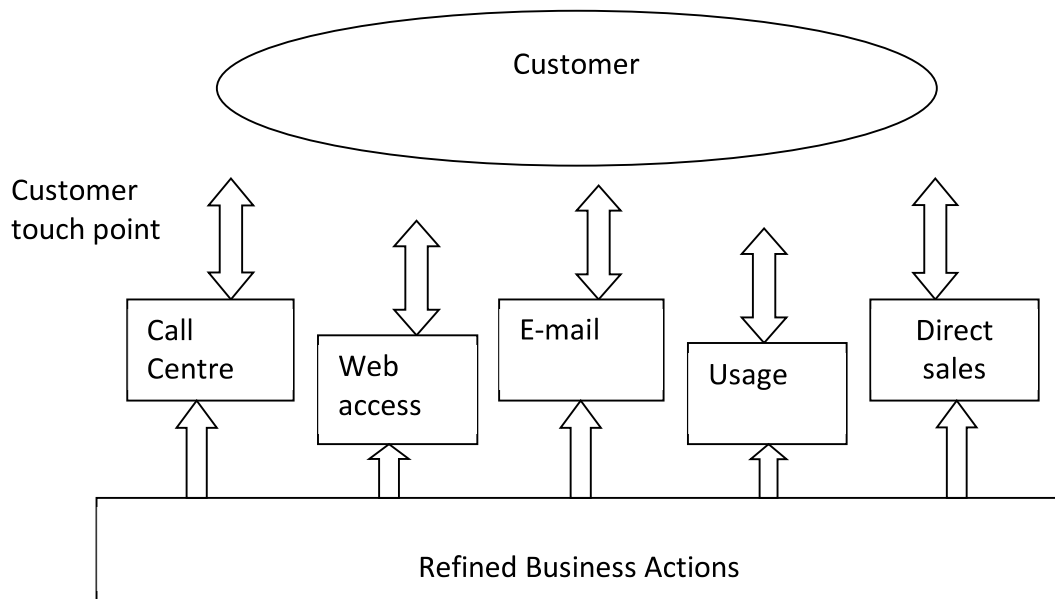 Customer
Customer
touch point
Call
Centre
Web
access
E-mail
Usage
Direct
sales
Refined Business Actions